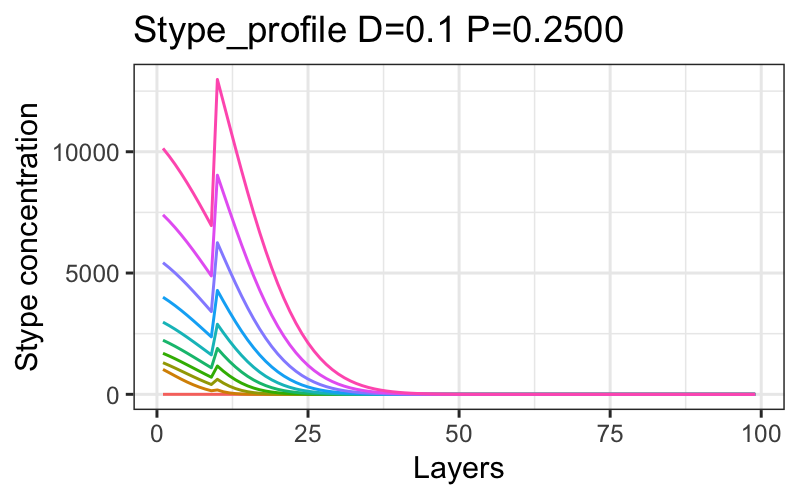 Stype_profile D=0.1 P=0.2500
Stype concentration
10000
5000
0
0 25 50 75 100
Layers